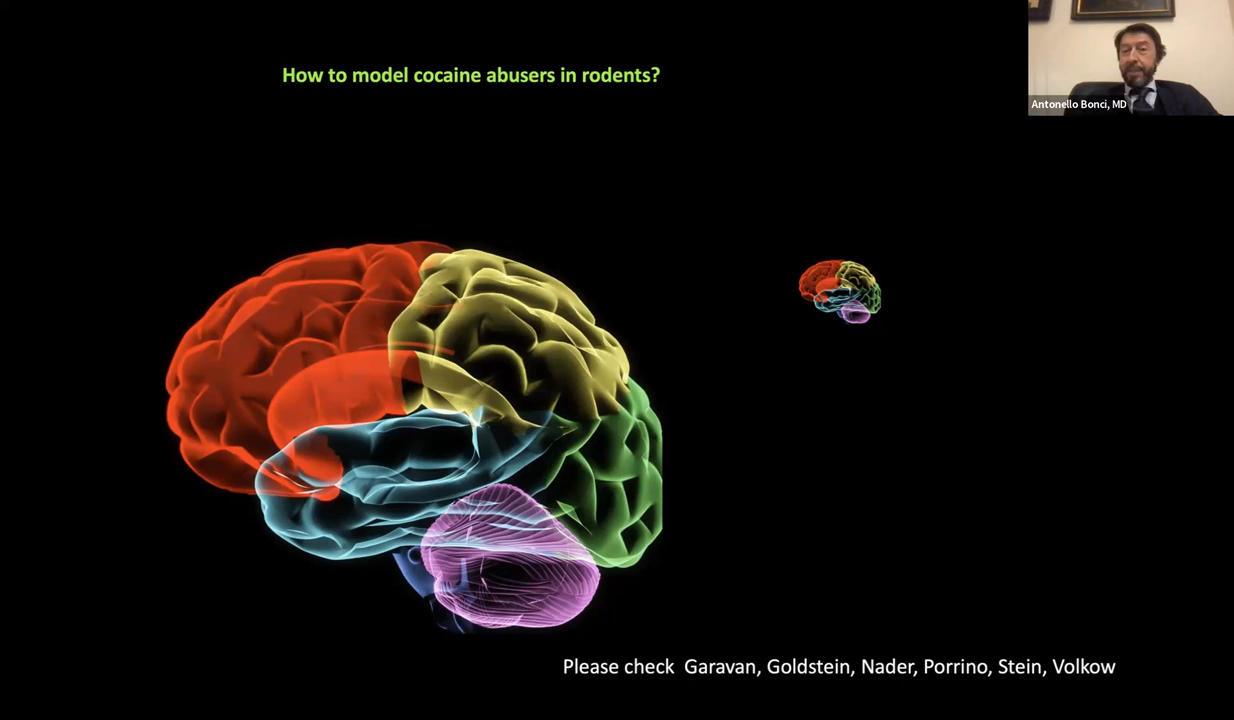 How to model cocaine abusers in rodents?
Antonello Bonci, MD
Please check Garavan, Goldstein, Nader, Porrino, Stein, Volkow